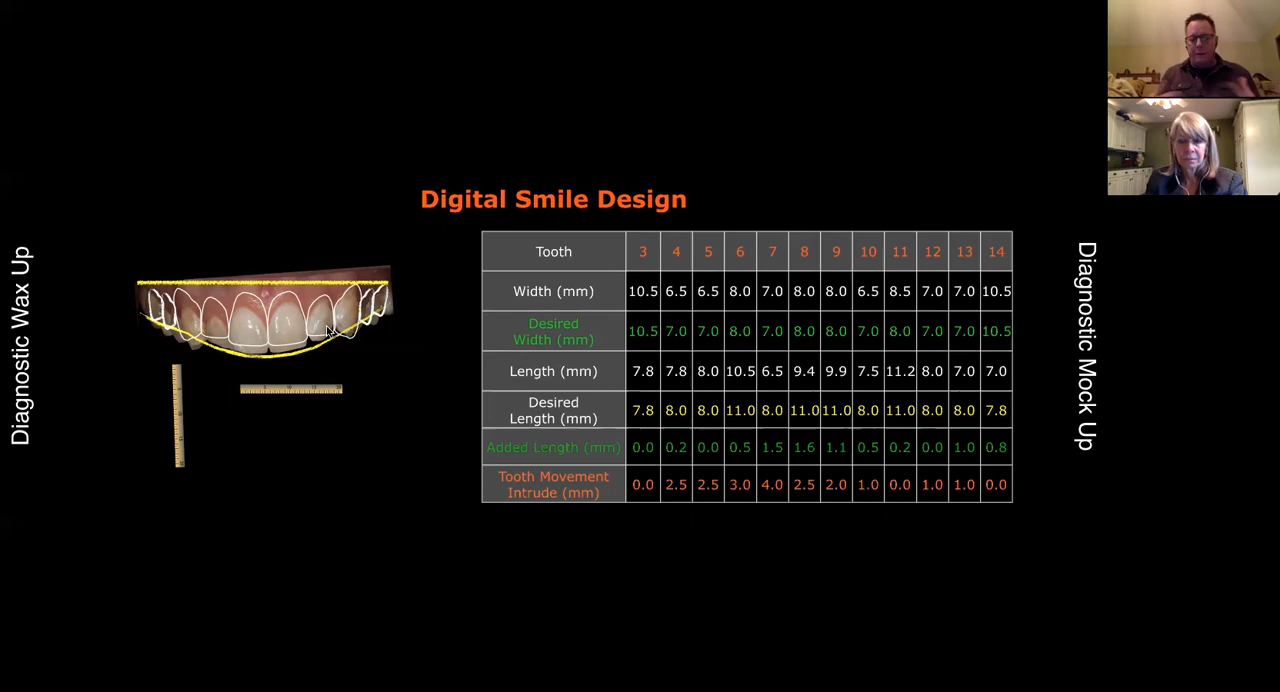 Digital Smile Design
Diagnostic Wax Up
Tooth 3 4 5 6 7 8 9 10 11 12 13 14
Width (mm) 10.5 6.5 6.5 8.0 7.0 8.0 8.0 6.5 8.5 7.0 7.0 10.5
Desired
Width (mm) 10.5 7.0 7.0 8.0 7.0 8.0 8.0 7.0 8.0 7.0 7.0 10.5
Length (mm) 7.8 7.8 8.0 10.5 6.5 9.4 9.9 7.5 11.2 8.0 7.0 7.0
Desired
Length (mm) 7.8 8.0 8.0 11.0 8.0 11.0 11.0 8.0 11.0 8.0 8.0 7.8
Added Length (mm) 0.0 0.2 0.0 0.5 1.5 1.6 1.1 0.5 0.2 0.0 1.0 0.8
Tooth Movement
Intrude (mm) 0.0 2.5 2.5 3.0 4.0 2.5 2.0 1.0 0.0 1.0 1.0 0.0
Diagnostic Mock Up